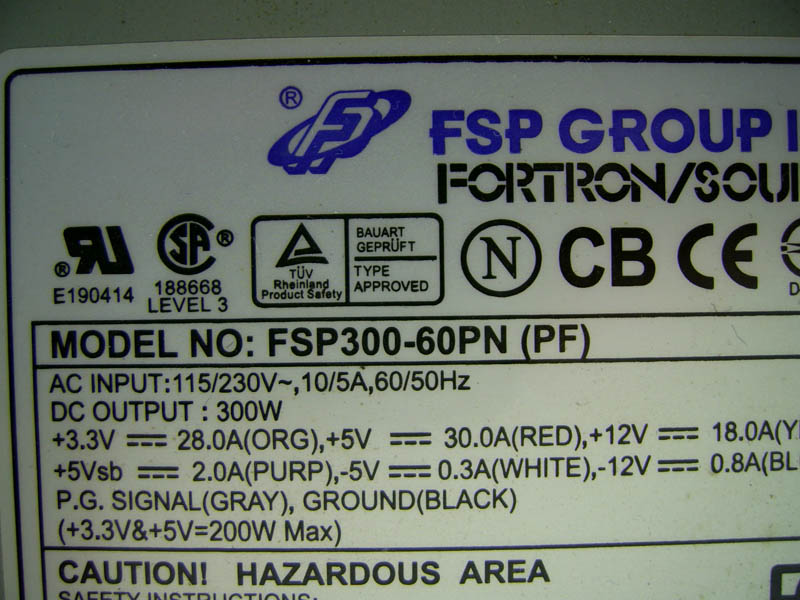 ® FSP GROUP I
FORTRON/SOU
® E190414
® 188668
LEVEL 3
TÜV
Rheinland
Product Safety
BAUART
GEPRÜFT
TYPE
APPROVED
N CB CE
MODEL NO: FSP300-60PN (PF)
AC INPUT:115/230V~,10/5A,60/50Hz
DC OUTPUT : 300W
+3.3V ⎓ 28.0A(ORG),+5V ⎓ 30.0A(RED),+12V ⎓ 18.0A(Y
+5Vsb ⎓ 2.0A(PURP),-5V ⎓ 0.3A(WHITE),-12V ⎓ 0.8A(BL
P.G. SIGNAL(GRAY), GROUND(BLACK)
(+3.3V&+5V=200W Max)
CAUTION! HAZARDOUS AREA
SAFETY INSTRUCTIONS: